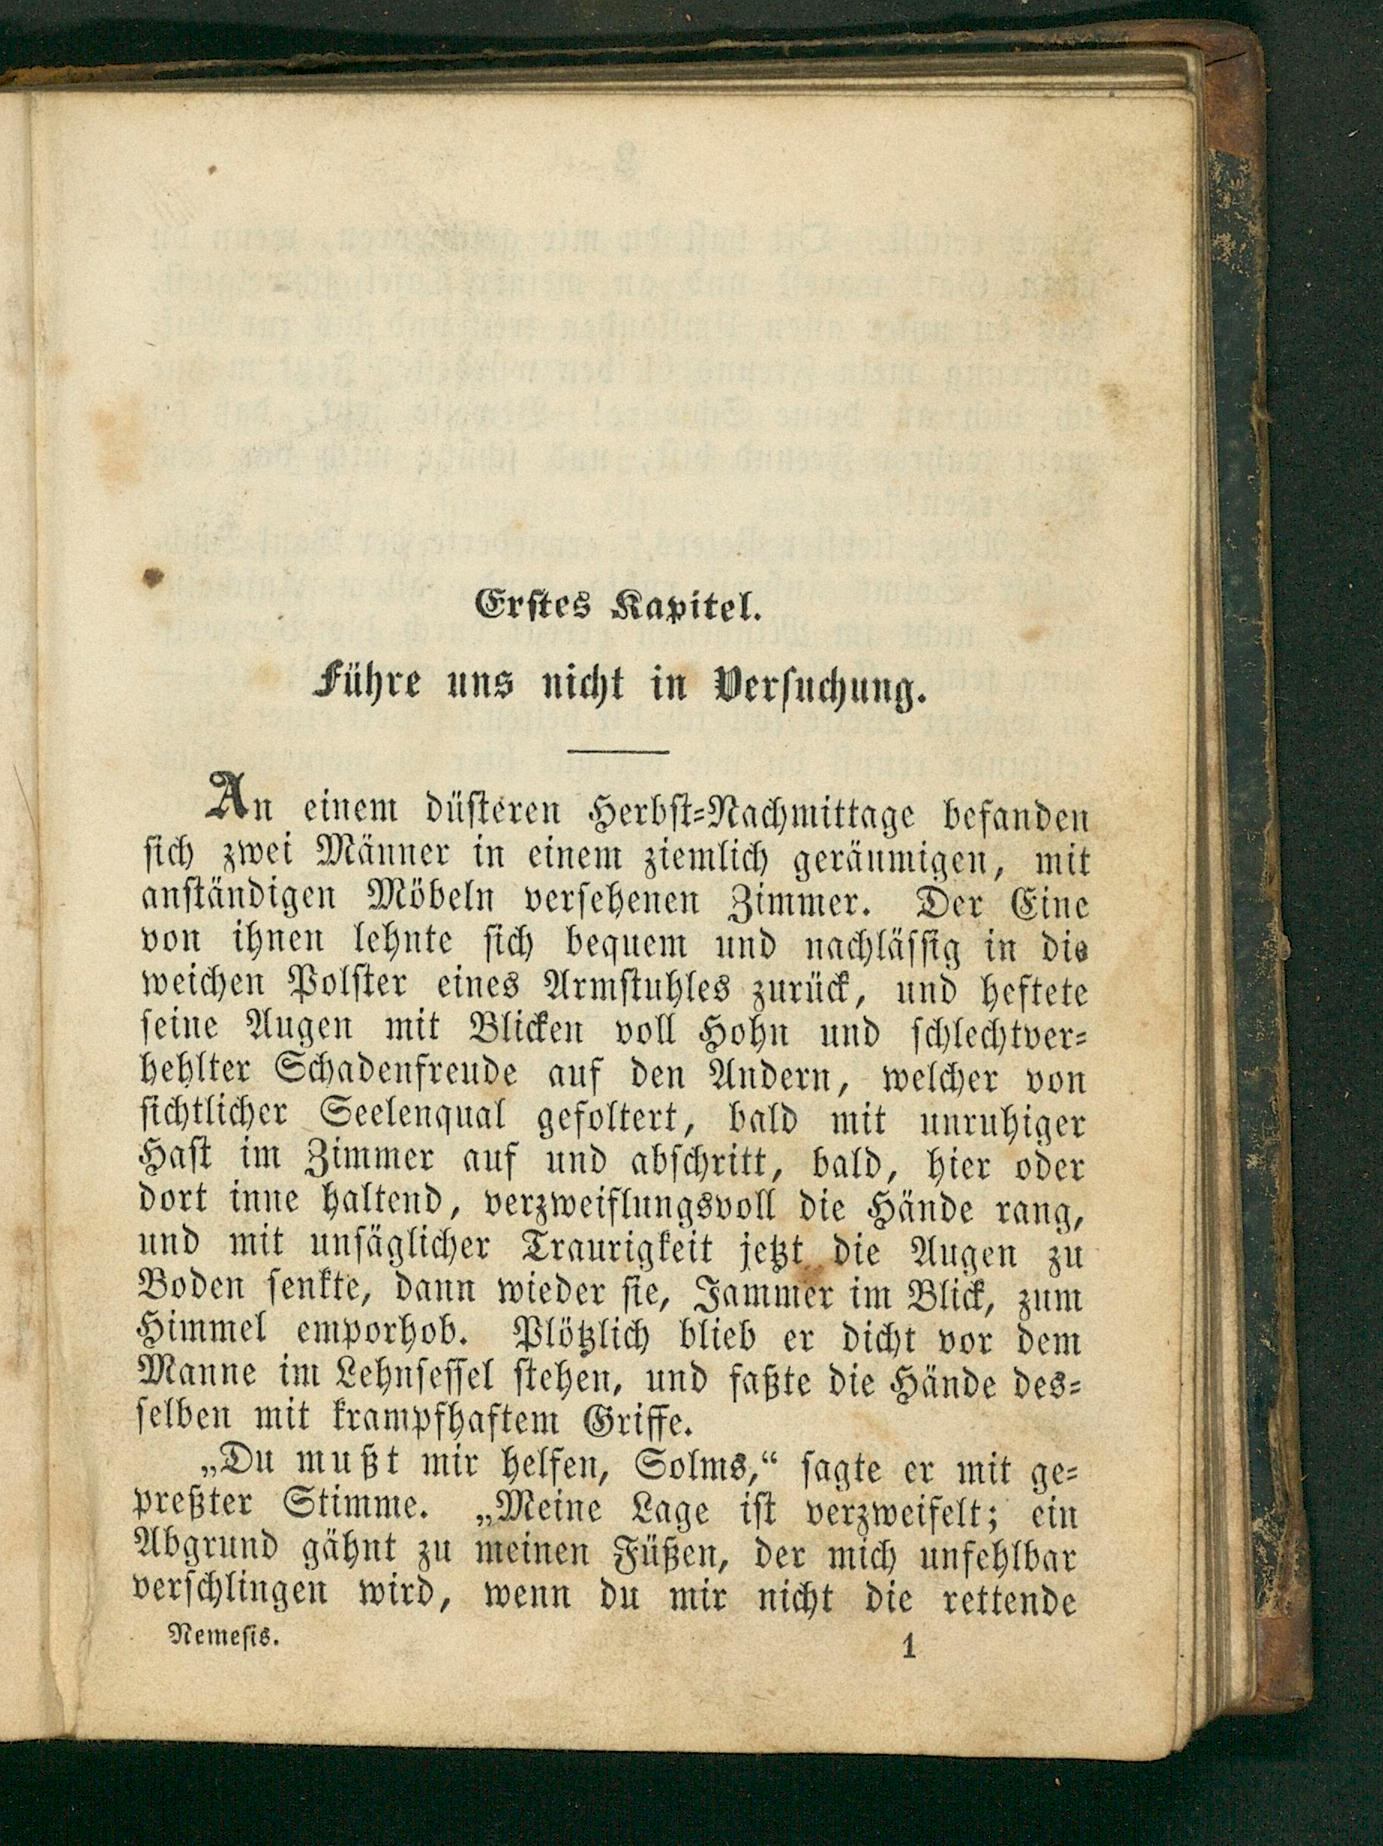 Erstes Kapitel.
Führe uns nicht in Versuchung.
An einem düsteren Herbst-Nachmittage befanden
sich zwei Männer in einem ziemlich geräumigen, mit
anständigen Möbeln versehenen Zimmer. Der Eine
von ihnen lehnte sich bequem und nachlässig in die
weichen Polster eines Armstuhles zurück, und heftete
seine Augen mit Blicken voll Hohn und schlechtver-
hehlter Schadenfreude auf den Andern, welcher von
sichtlicher Seelenqual gefoltert, bald mit unruhiger
Hast im Zimmer auf und abschritt, bald, hier oder
dort inne haltend, verzweiflungsvoll die Hände rang,
und mit unsäglicher Traurigkeit jetzt die Augen zu
Boden senkte, dann wieder sie, Jammer im Blick, zum
Himmel emporhob. Plötzlich blieb er dicht vor dem
Manne im Lehnsessel stehen, und faßte die Hände des-
selben mit krampfhaftem Griffe.
„Du mußt mir helfen, Solms,“ sagte er mit ge-
preßter Stimme. „Meine Lage ist verzweifelt; ein
Abgrund gähnt zu meinen Füßen, der mich unfehlbar
verschlingen wird, wenn du mir nicht die rettende
Nemesis. 1